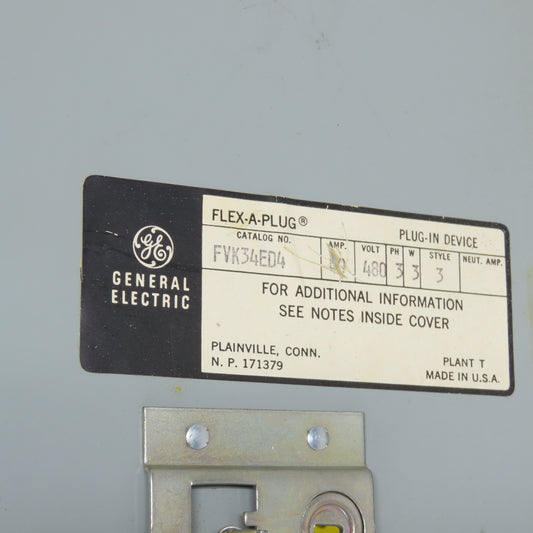 GE
GENERAL
ELECTRIC
FLEX-A-PLUG®
PLUG-IN DEVICE
CATALOG NO. AMP. VOLT PH W STYLE NEUT. AMP.
FVK34ED4 480 3 3 3
FOR ADDITIONAL INFORMATION
SEE NOTES INSIDE COVER
PLAINVILLE, CONN.
N. P. 171379
PLANT T
MADE IN U.S.A.